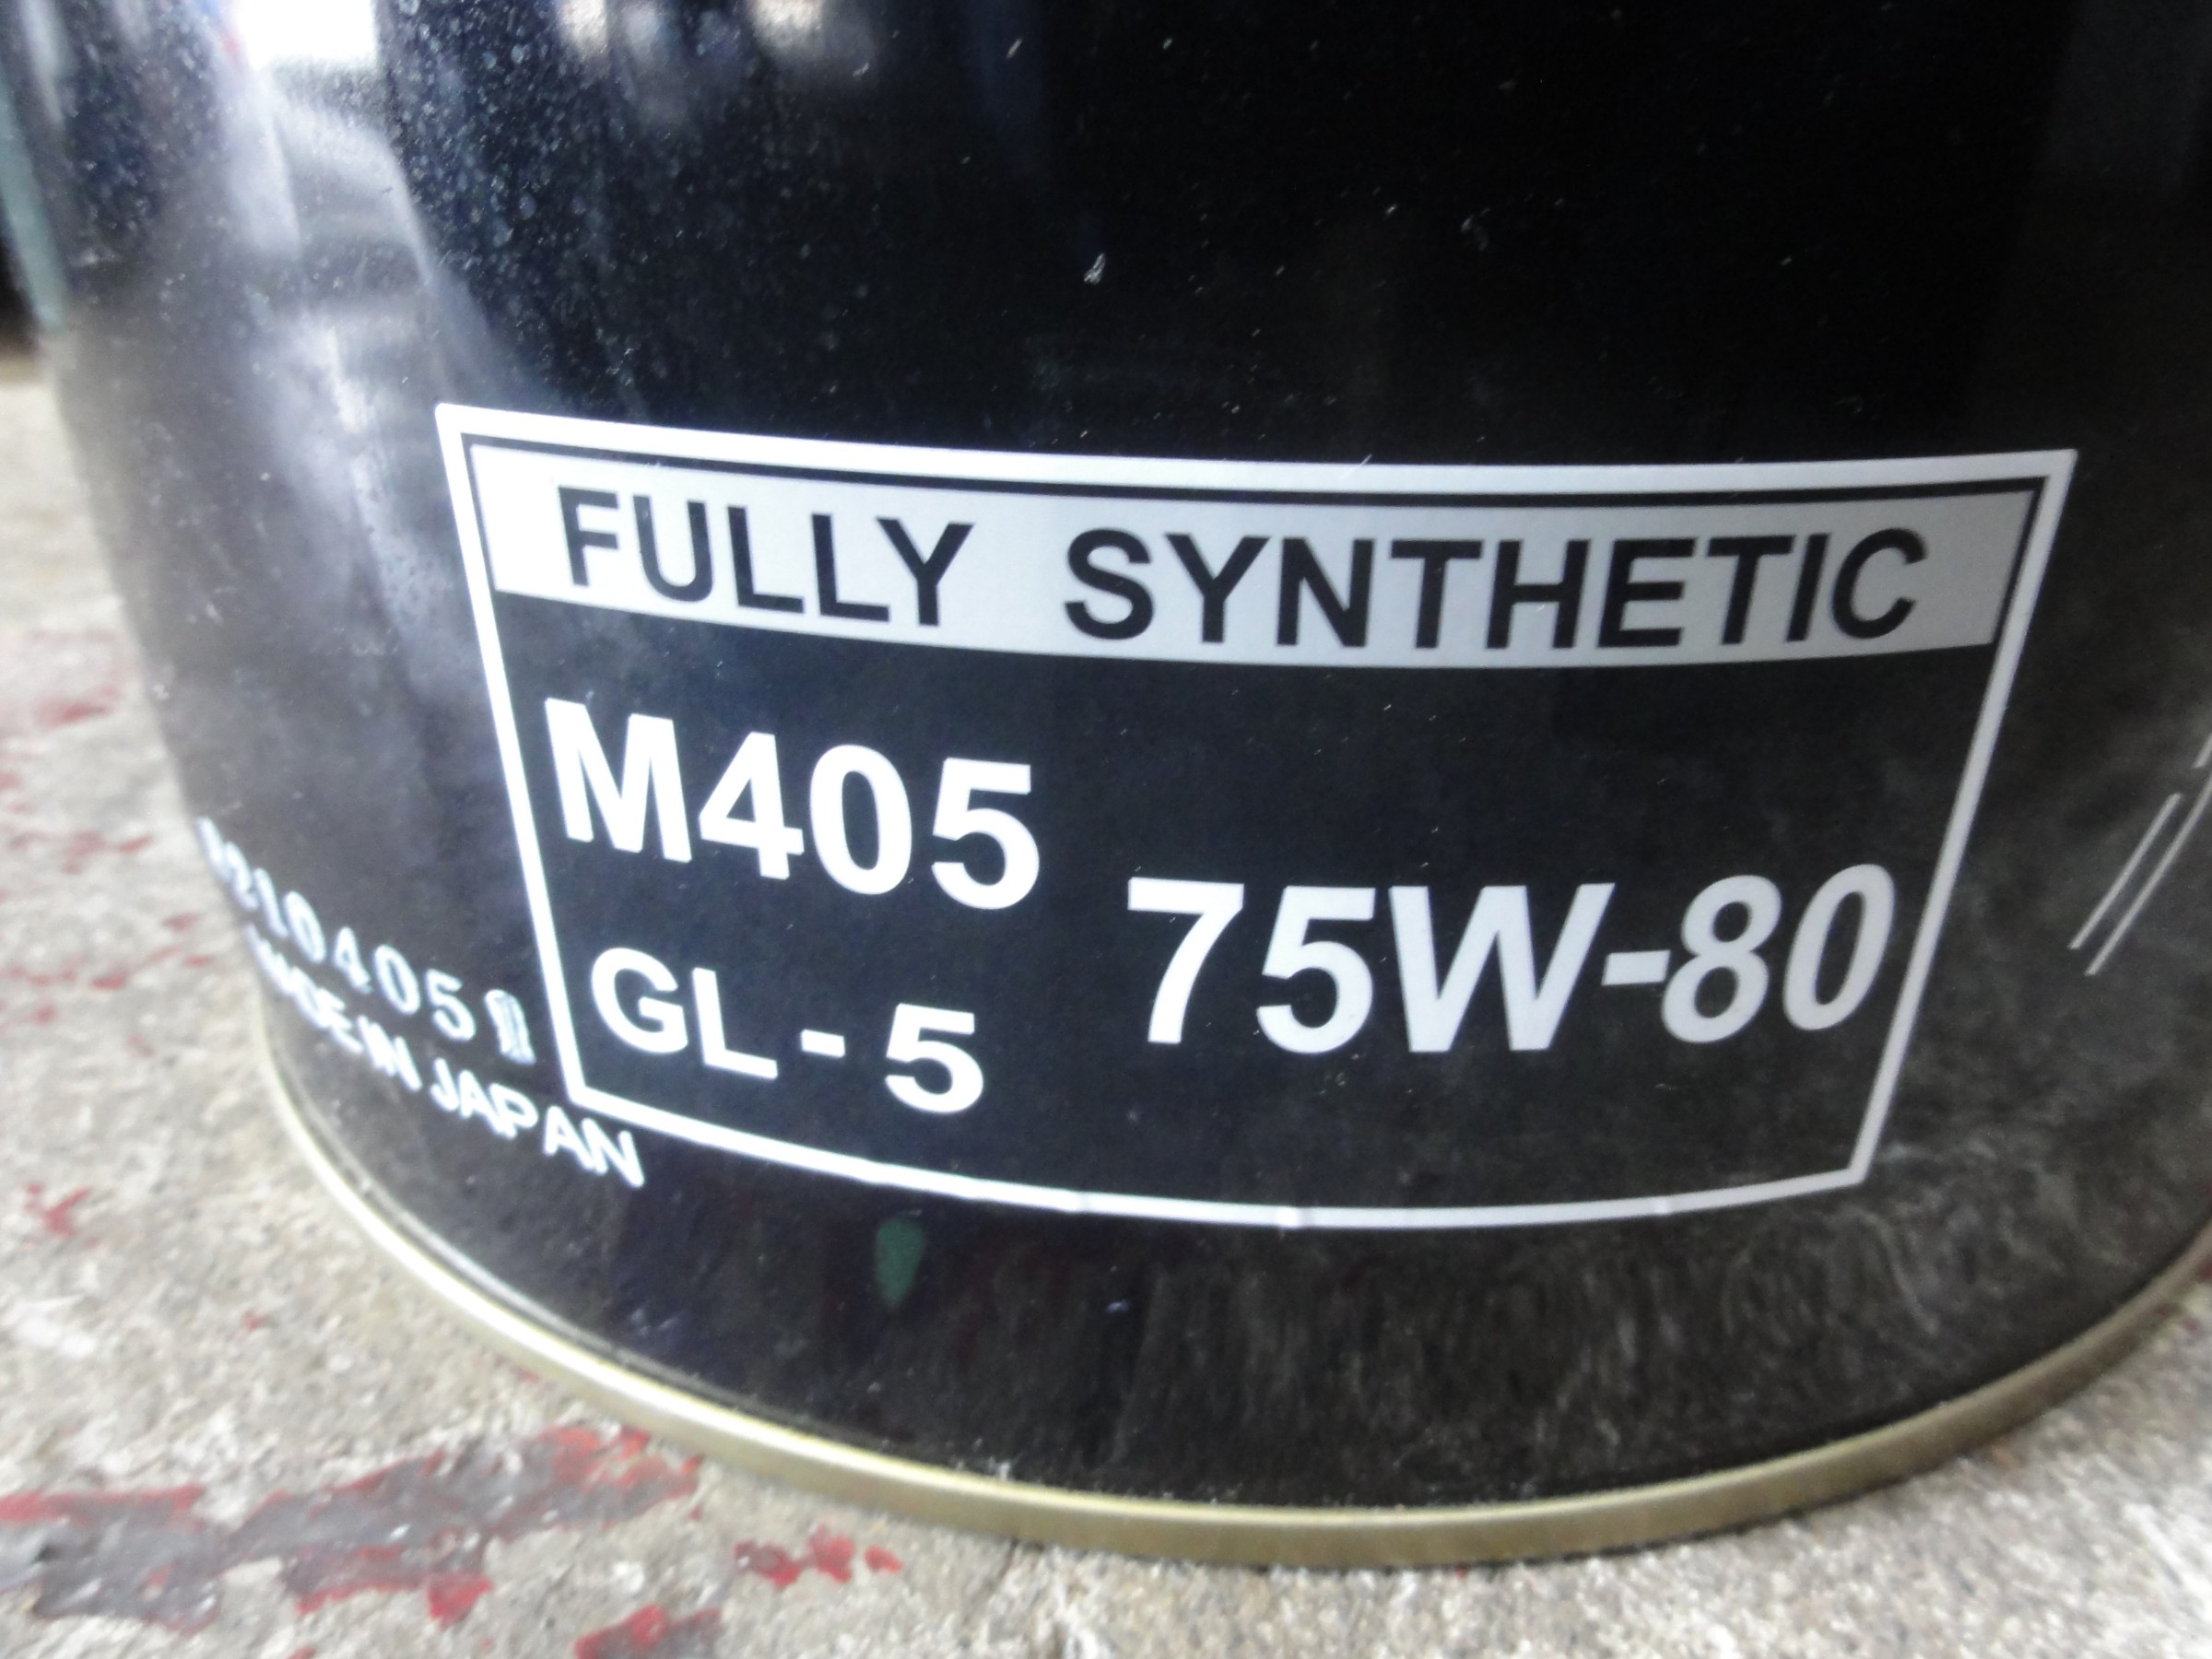 FULLY SYNTHETIC
M405
GL-5
75W-80
MADE IN JAPAN